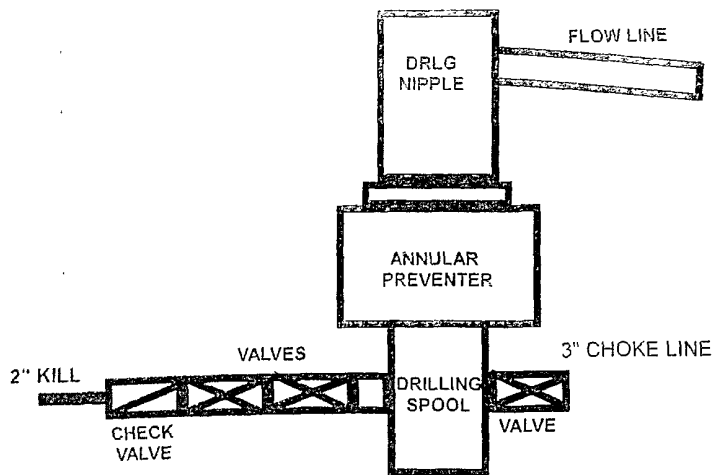 FLOW LINE
DRLG
NIPPLE
ANNULAR
PREVENTER
VALVES
3" CHOKE LINE
2" KILL
DRILLING
SPOOL
CHECK
VALVE
VALVE